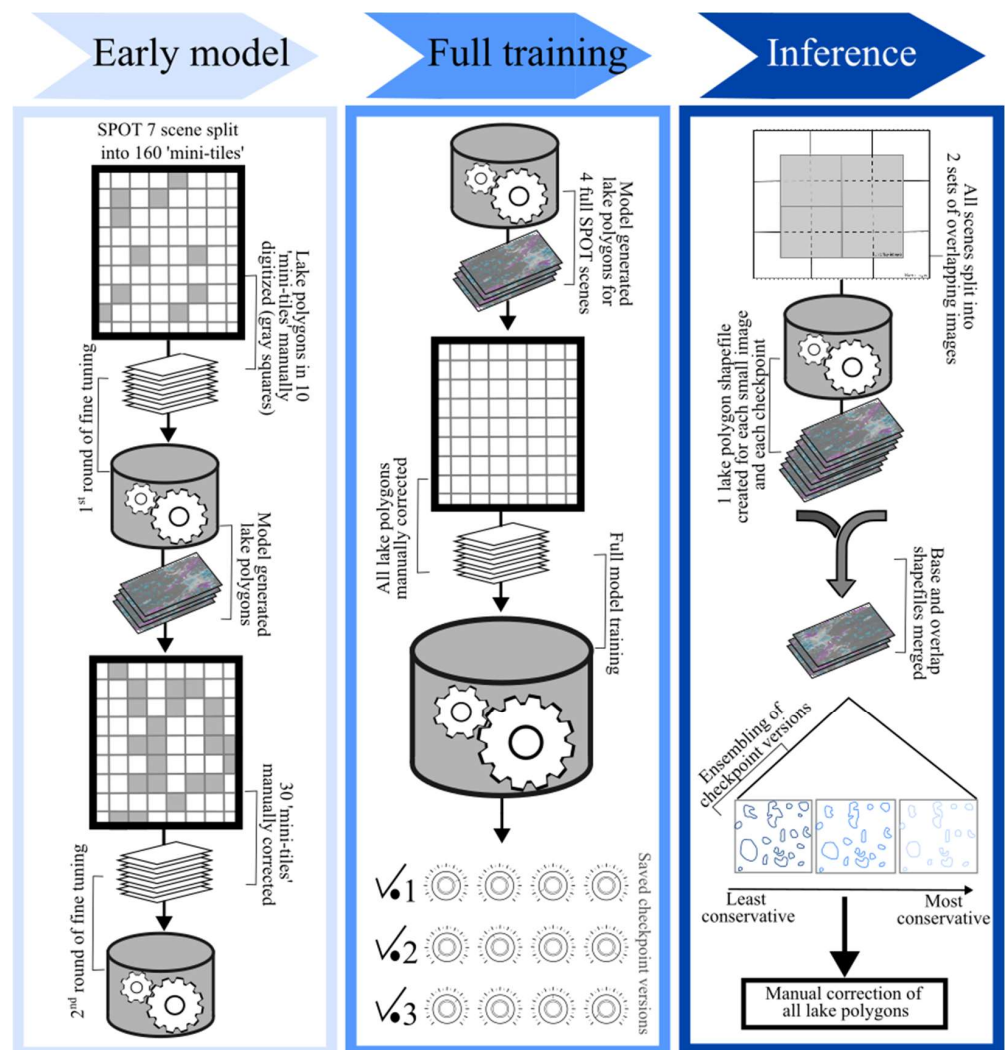 Early model
Full training
Inference
SPOT 7 scene split
into 160 'mini-tiles'
Lake polygons in 10
'mini-tiles' manually
digitized (gray squares)
1st round of fine tuning
Model generated
lake polygons
30 'mini-tiles'
manually corrected
2nd round of fine tuning
Model generated
lake polygons for
4 full SPOT scenes
All lake polygons
manually corrected
Full model training
.1
.2
.3
Saved checkpoint versions
All scenes split into
2 sets of overlapping images
1 lake polygon shapefile
created for each small image
and each checkpoint
Base and overlap
shapefiles merged
Ensembling of
checkpoint versions
Least
conservative
Most
conservative
Manual correction of
all lake polygons